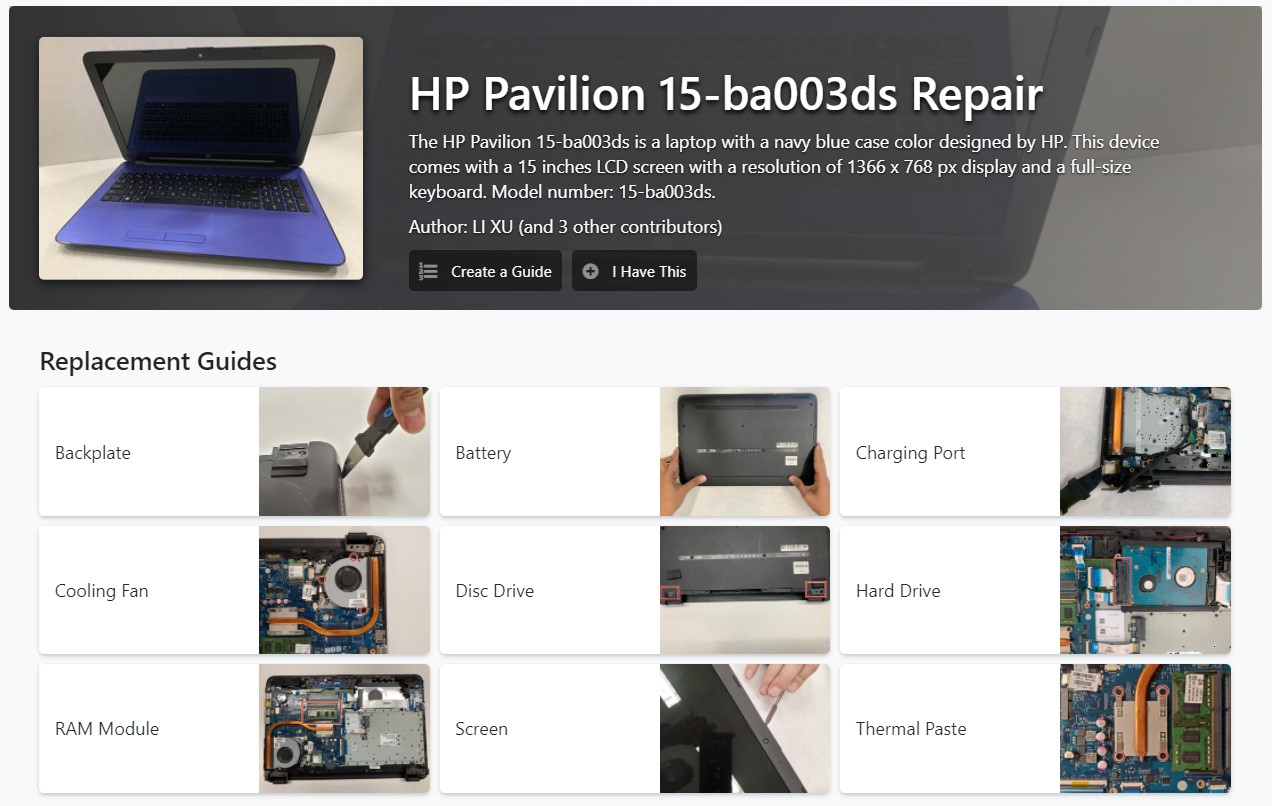 HP Pavilion 15-ba003ds Repair
The HP Pavilion 15-ba003ds is a laptop with a navy blue case color designed by HP. This device
comes with a 15 inches LCD screen with a resolution of 1366 x 768 px display and a full-size
keyboard. Model number: 15-ba003ds.
Author: LI XU (and 3 other contributors)
Create a Guide
I Have This
Replacement Guides
Backplate
Battery
Charging Port
Cooling Fan
Disc Drive
Hard Drive
RAM Module
Screen
Thermal Paste